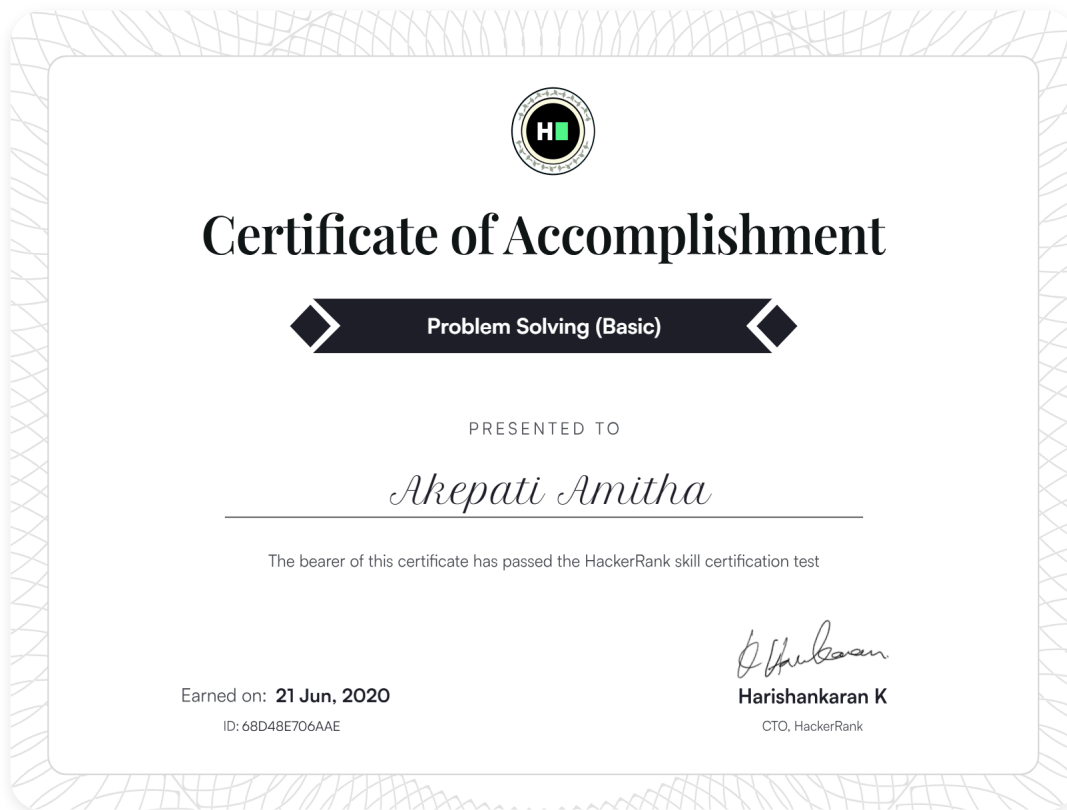 H
Certificate of Accomplishment
Problem Solving (Basic)
PRESENTED TO
Akepati Amitha
The bearer of this certificate has passed the HackerRank skill certification test
Earned on: 21 Jun, 2020
Harishankaran K
ID: 68D48E706AAE
CTO, HackerRank